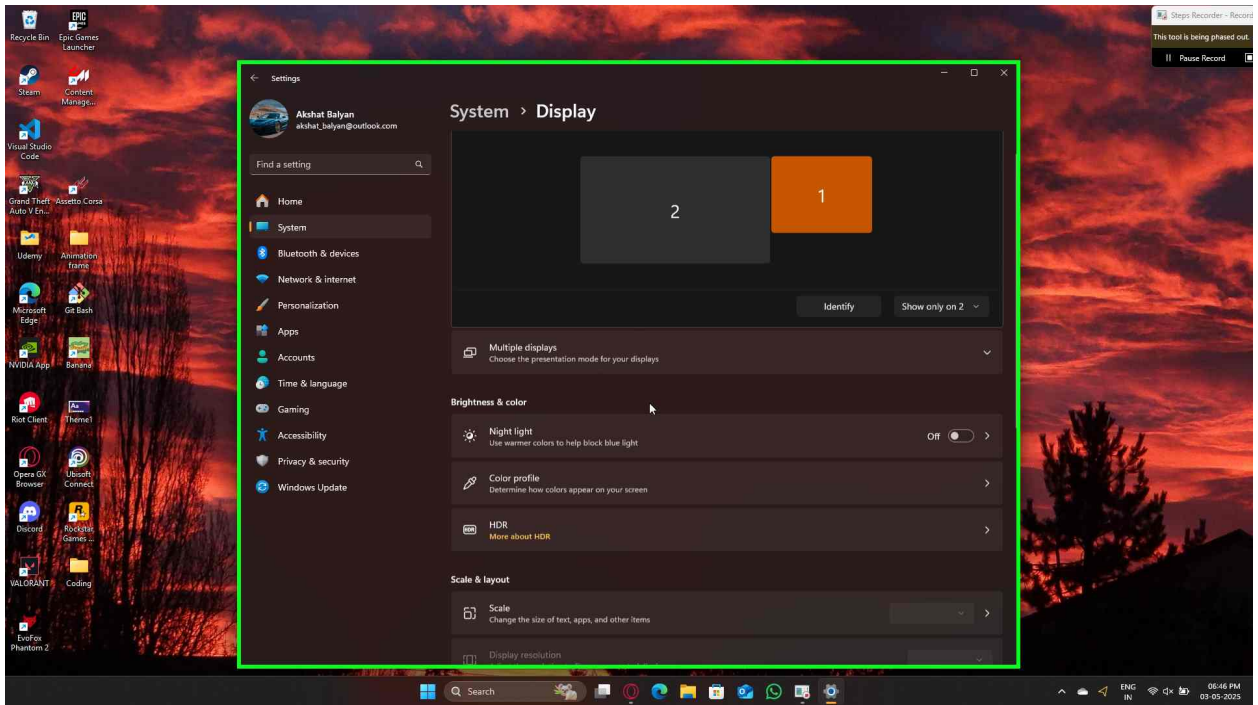 Recycle Bin
Epic Games
Launcher
Steam
Content
Manage...
Visual Studio
Code
Grand Theft
Auto V En...
Assetto Corsa
Udemy
Animation
frame
Microsoft
Edge
Git Bash
NVIDIA App
Banana
Riot Client
Theme1
Opera GX
Browser
Ubisoft
Connect
Discord
Rockstar
Games ...
VALORANT
Coding
EvoFox
Phantom 2
Steps Recorder - Record
This tool is being phased out.
Pause Record
Settings
Akshat Balyan
akshat_balyan@outlook.com
Find a setting
Home
System
Bluetooth & devices
Network & internet
Personalization
Apps
Accounts
Time & language
Gaming
Accessibility
Privacy & security
Windows Update
System > Display
2
1
Identify
Show only on 2
Multiple displays
Choose the presentation mode for your displays
Brightness & color
Night light
Use warmer colors to help block blue light
Off
Color profile
Determine how colors appear on your screen
HDR
HDR
More about HDR
Scale & layout
Scale
Change the size of text, apps, and other items
Display resolution
Search
ENG
IN
06:46 PM
03-05-2025